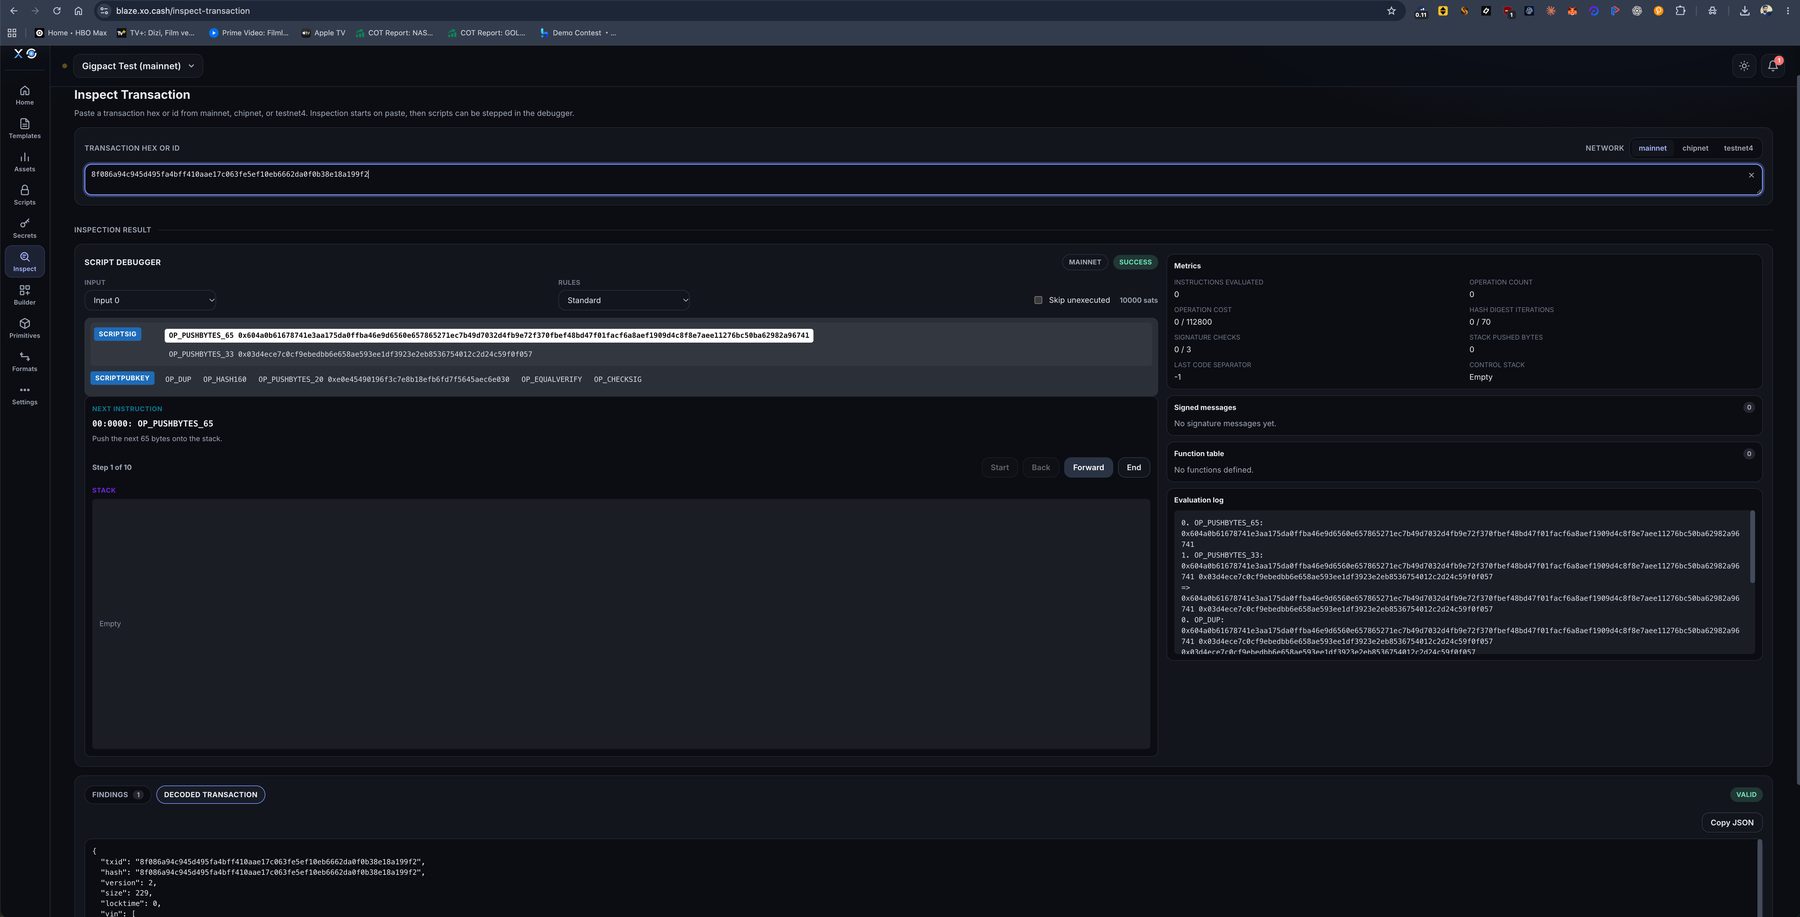 blaze.xo.cash/inspect-transaction
0.11
1
Home • HBO Max
TV+: Dizi, Film ve...
Prime Video: Filml...
Apple TV
COT Report: NAS...
COT Report: GOL...
Demo Contest • ...
Gigpact Test (mainnet)
1
Home
Templates
Assets
Scripts
Secrets
Inspect
Builder
Primitives
Formats
Settings
Inspect Transaction
Paste a transaction hex or id from mainnet, chipnet, or testnet4. Inspection starts on paste, then scripts can be stepped in the debugger.
TRANSACTION HEX OR ID
NETWORK
mainnet
chipnet
testnet4
8f086a94c945d495fa4bff410aae17c063fe5ef10eb6662da0f0b38e18a199f2
INSPECTION RESULT
SCRIPT DEBUGGER
MAINNET
SUCCESS
INPUT
Input 0
RULES
Standard
Skip unexecuted
10000 sats
SCRIPTSIG
OP_PUSHBYTES_65 0x604a0b61678741e3aa175da0ffba46e9d6560e657865271ec7b49d7032d4fb9e72f370fbef48bd47f01facf6a8aef1909d4c8f8e7aee11276bc50ba62982a96741
OP_PUSHBYTES_33 0x03d4ece7c0cf9ebedbb6e658ae593ee1df3923e2eb8536754012c2d24c59f0f057
SCRIPTPUBKEY
OP_DUP OP_HASH160 OP_PUSHBYTES_20 0xe0e45490196f3c7e8b18efb6fd7f5645aec6e030 OP_EQUALVERIFY OP_CHECKSIG
NEXT INSTRUCTION
00:0000: OP_PUSHBYTES_65
Push the next 65 bytes onto the stack.
Step 1 of 10
Start
Back
Forward
End
STACK
Empty
Metrics
INSTRUCTIONS EVALUATED
0
OPERATION COUNT
0
OPERATION COST
0 / 112800
HASH DIGEST ITERATIONS
0 / 70
SIGNATURE CHECKS
0 / 3
STACK PUSHED BYTES
0
LAST CODE SEPARATOR
-1
CONTROL STACK
Empty
Signed messages
0
No signature messages yet.
Function table
0
No functions defined.
Evaluation log
0. OP_PUSHBYTES_65:
0x604a0b61678741e3aa175da0ffba46e9d6560e657865271ec7b49d7032d4fb9e72f370fbef48bd47f01facf6a8aef1909d4c8f8e7aee11276bc50ba62982a96
741
1. OP_PUSHBYTES_33:
0x604a0b61678741e3aa175da0ffba46e9d6560e657865271ec7b49d7032d4fb9e72f370fbef48bd47f01facf6a8aef1909d4c8f8e7aee11276bc50ba62982a96
741 0x03d4ece7c0cf9ebedbb6e658ae593ee1df3923e2eb8536754012c2d24c59f0f057
=>
0x604a0b61678741e3aa175da0ffba46e9d6560e657865271ec7b49d7032d4fb9e72f370fbef48bd47f01facf6a8aef1909d4c8f8e7aee11276bc50ba62982a96
741 0x03d4ece7c0cf9ebedbb6e658ae593ee1df3923e2eb8536754012c2d24c59f0f057
0. OP_DUP:
0x604a0b61678741e3aa175da0ffba46e9d6560e657865271ec7b49d7032d4fb9e72f370fbef48bd47f01facf6a8aef1909d4c8f8e7aee11276bc50ba62982a96
741 0x03d4ece7c0cf9ebedbb6e658ae593ee1df3923e2eb8536754012c2d24c59f0f057
0x03d4ece7c0cf9ebedbb6e658ae593ee1df3923e2eb8536754012c2d24c59f0f057
FINDINGS 1
DECODED TRANSACTION
VALID
Copy JSON
{
"txid": "8f086a94c945d495fa4bff410aae17c063fe5ef10eb6662da0f0b38e18a199f2",
"hash": "8f086a94c945d495fa4bff410aae17c063fe5ef10eb6662da0f0b38e18a199f2",
"version": 2,
"size": 229,
"locktime": 0,
"vin": [